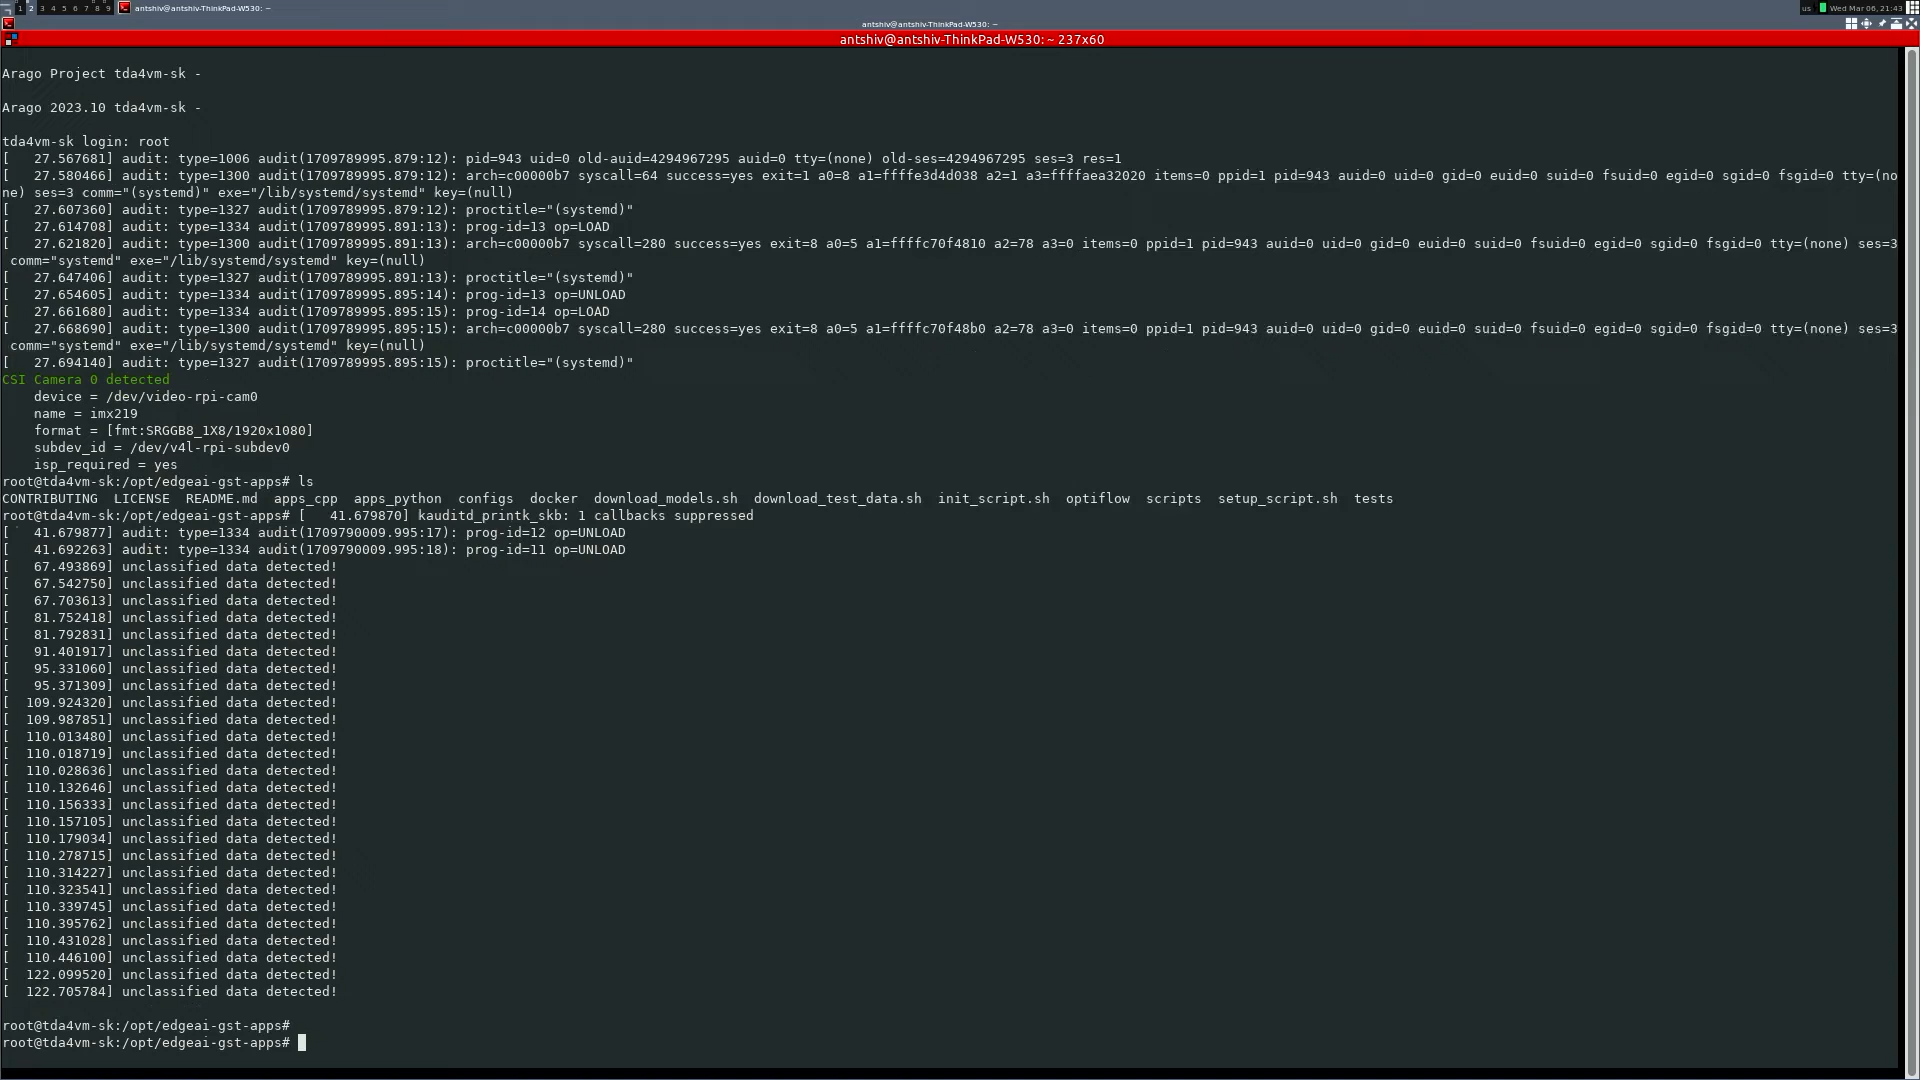 1 2 3 4 5 6 7 8 9 antshiv@antshiv-ThinkPad-W530: ~ us Wed Mar 06, 21:43
antshiv@antshiv-ThinkPad-W530: ~
antshiv@antshiv-ThinkPad-W530: ~ 237x60
Arago Project tda4vm-sk -
Arago 2023.10 tda4vm-sk -
tda4vm-sk login: root
[   27.567681] audit: type=1006 audit(1709789995.879:12): pid=943 uid=0 old-auid=4294967295 auid=0 tty=(none) old-ses=4294967295 ses=3 res=1
[   27.580466] audit: type=1300 audit(1709789995.879:12): arch=c00000b7 syscall=64 success=yes exit=1 a0=8 a1=ffffe3d4d038 a2=1 a3=ffffaea32020 items=0 ppid=1 pid=943 auid=0 uid=0 gid=0 euid=0 suid=0 fsuid=0 egid=0 sgid=0 fsgid=0 tty=(no
ne) ses=3 comm="(systemd)" exe="/lib/systemd/systemd" key=(null)
[   27.607360] audit: type=1327 audit(1709789995.879:12): proctitle="(systemd)"
[   27.614708] audit: type=1334 audit(1709789995.891:13): prog-id=13 op=LOAD
[   27.621820] audit: type=1300 audit(1709789995.891:13): arch=c00000b7 syscall=280 success=yes exit=8 a0=5 a1=ffffc70f4810 a2=78 a3=0 items=0 ppid=1 pid=943 auid=0 uid=0 gid=0 euid=0 suid=0 fsuid=0 egid=0 sgid=0 fsgid=0 tty=(none) ses=3
comm="systemd" exe="/lib/systemd/systemd" key=(null)
[   27.647406] audit: type=1327 audit(1709789995.891:13): proctitle="(systemd)"
[   27.654605] audit: type=1334 audit(1709789995.895:14): prog-id=13 op=UNLOAD
[   27.661680] audit: type=1334 audit(1709789995.895:15): prog-id=14 op=LOAD
[   27.668690] audit: type=1300 audit(1709789995.895:15): arch=c00000b7 syscall=280 success=yes exit=8 a0=5 a1=ffffc70f48b0 a2=78 a3=0 items=0 ppid=1 pid=943 auid=0 uid=0 gid=0 euid=0 suid=0 fsuid=0 egid=0 sgid=0 fsgid=0 tty=(none) ses=3
comm="systemd" exe="/lib/systemd/systemd" key=(null)
[   27.694140] audit: type=1327 audit(1709789995.895:15): proctitle="(systemd)"
CSI Camera 0 detected
device = /dev/video-rpi-cam0
name = imx219
format = [fmt:SRGGB8_1X8/1920x1080]
subdev_id = /dev/v4l-rpi-subdev0
isp_required = yes
root@tda4vm-sk:/opt/edgeai-gst-apps# ls
CONTRIBUTING  LICENSE  README.md  apps_cpp  apps_python  configs  docker  download_models.sh  download_test_data.sh  init_script.sh  optiflow  scripts  setup_script.sh  tests
root@tda4vm-sk:/opt/edgeai-gst-apps# [   41.679870] kauditd_printk_skb: 1 callbacks suppressed
[   41.679877] audit: type=1334 audit(1709790009.995:17): prog-id=12 op=UNLOAD
[   41.692263] audit: type=1334 audit(1709790009.995:18): prog-id=11 op=UNLOAD
[   67.493869] unclassified data detected!
[   67.542750] unclassified data detected!
[   67.703613] unclassified data detected!
[   81.752418] unclassified data detected!
[   81.792831] unclassified data detected!
[   91.401917] unclassified data detected!
[   95.331060] unclassified data detected!
[   95.371309] unclassified data detected!
[  109.924320] unclassified data detected!
[  109.987851] unclassified data detected!
[  110.013480] unclassified data detected!
[  110.018719] unclassified data detected!
[  110.028636] unclassified data detected!
[  110.132646] unclassified data detected!
[  110.156333] unclassified data detected!
[  110.157105] unclassified data detected!
[  110.179034] unclassified data detected!
[  110.278715] unclassified data detected!
[  110.314227] unclassified data detected!
[  110.323541] unclassified data detected!
[  110.339745] unclassified data detected!
[  110.395762] unclassified data detected!
[  110.431028] unclassified data detected!
[  110.446100] unclassified data detected!
[  122.099520] unclassified data detected!
[  122.705784] unclassified data detected!
root@tda4vm-sk:/opt/edgeai-gst-apps#
root@tda4vm-sk:/opt/edgeai-gst-apps#